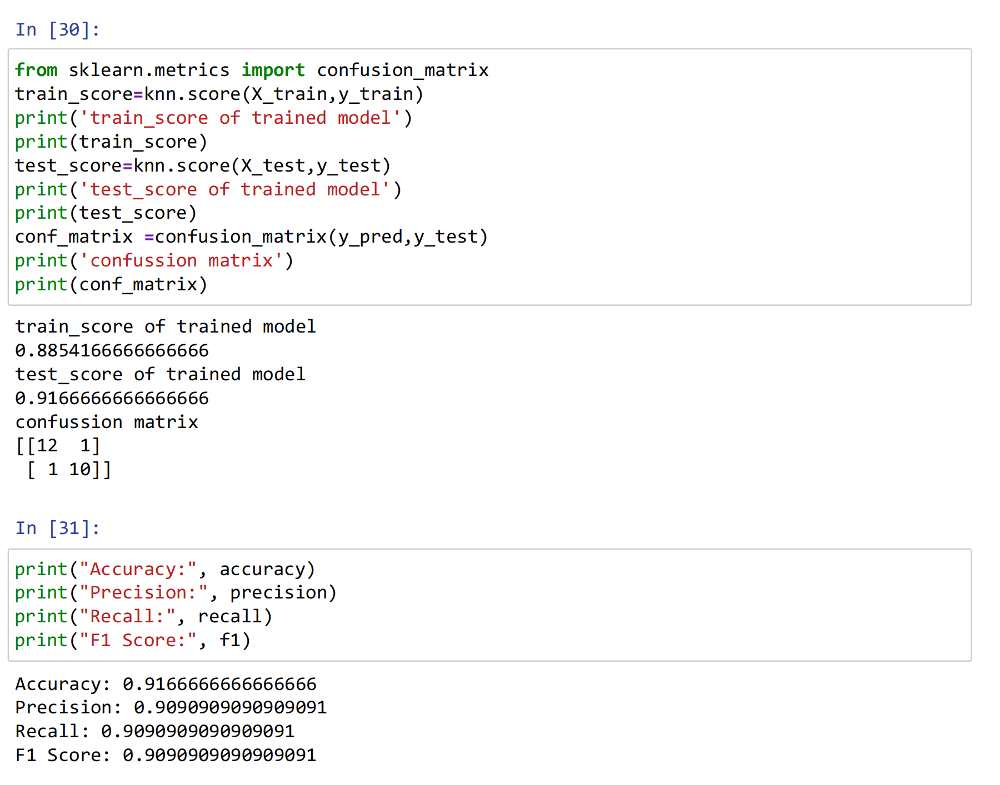 In [30]:
from sklearn.metrics import confusion_matrix
train_score=knn.score(X_train,y_train)
print('train_score of trained model')
print(train_score)
test_score=knn.score(X_test,y_test)
print('test_score of trained model')
print(test_score)
conf_matrix =confusion_matrix(y_pred,y_test)
print('confussion matrix')
print(conf_matrix)
train_score of trained model
0.8854166666666666
test_score of trained model
0.9166666666666666
confussion matrix
[[12  1]
 [ 1 10]]
In [31]:
print("Accuracy:", accuracy)
print("Precision:", precision)
print("Recall:", recall)
print("F1 Score:", f1)
Accuracy: 0.9166666666666666
Precision: 0.9090909090909091
Recall: 0.9090909090909091
F1 Score: 0.9090909090909091